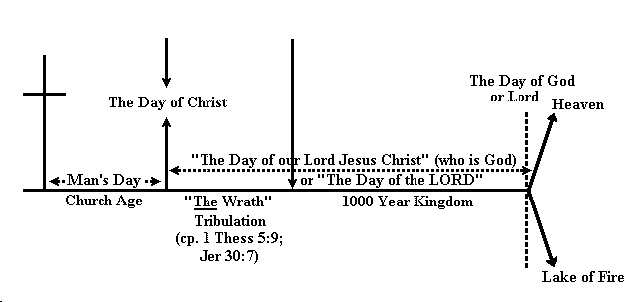 The Day of God
or Lord
Heaven
The Day of Christ
"The Day of our Lord Jesus Christ" (who is God)
Man's Day
or "The Day of the LORD"
Church Age
"The Wrath"
1000 Year Kingdom
Tribulation
(cp. 1 Thess 5:9;
Jer 30:7)
Lake of Fire